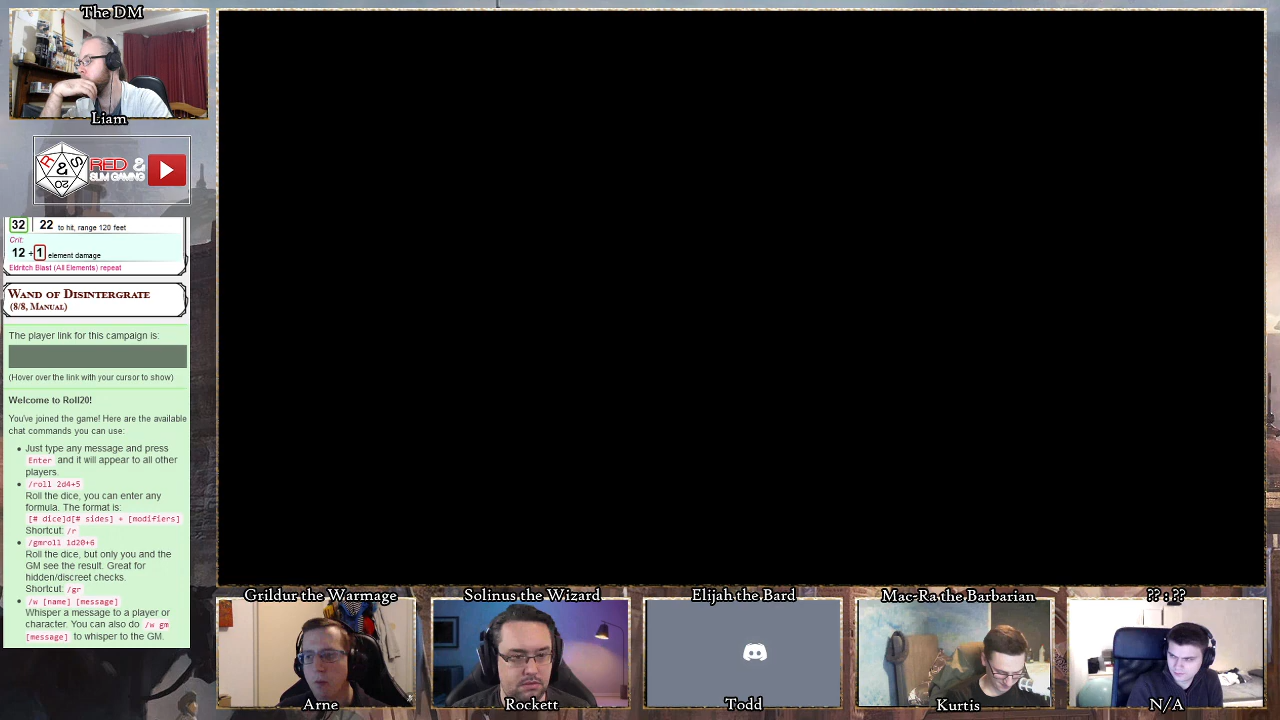 The DM
Liam
R & S
20
RED &
SLIM GAMING
32 22 to hit, range 120 feet
Crit:
12 + 1 element damage
Eldritch Blast (All Elements) repeat
Wand of Disintergrate
(8/8, Manual)
The player link for this campaign is:
(Hover over the link with your cursor to show)
Welcome to Roll20!
You've joined the game! Here are the available
chat commands you can use:
Just type any message and press
Enter and it will appear to all other
players.
/roll 2d4+5
Roll the dice, you can enter any
formula. The format is:
[# dice]d[# sides] + [modifiers]
Shortcut: /r
/gmroll 1d20+6
Roll the dice, but only you and the
GM see the result. Great for
hidden/discreet checks.
Shortcut: /gr
/w [name] [message]
Whisper a message to a player or
character. You can also do /w gm
[message] to whisper to the GM.
Grildur the Warmage
Arne
Solinus the Wizard
Rockett
Elijah the Bard
Todd
Mac-Ra the Barbarian
Kurtis
?? : ??
N/A